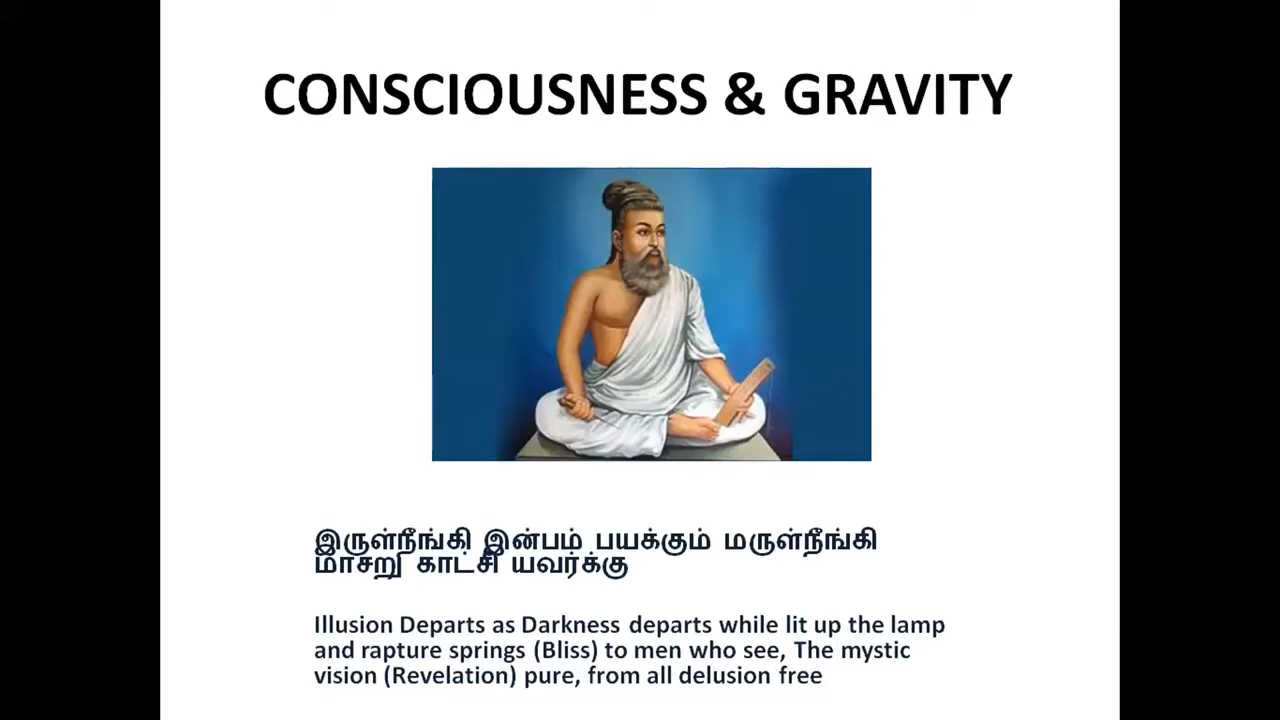 CONSCIOUSNESS & GRAVITY
இருள்நீங்கி இன்பம் பயக்கும் மருள்நீங்கி
மாசறு காட்சி யவர்க்கு
Illusion Departs as Darkness departs while lit up the lamp
and rapture springs (Bliss) to men who see, The mystic
vision (Revelation) pure, from all delusion free